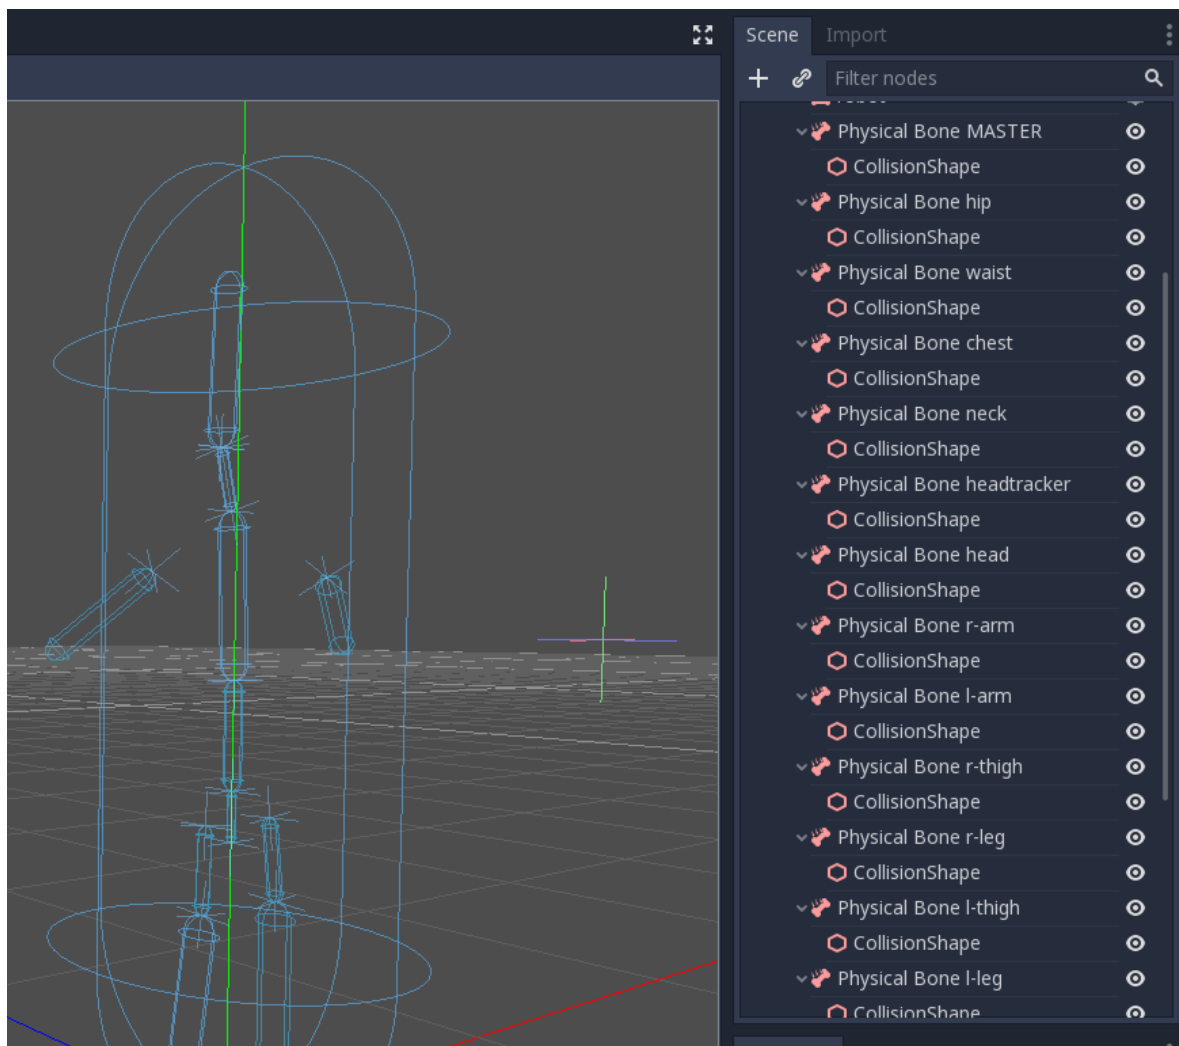 Scene Import
Filter nodes
Physical Bone MASTER
CollisionShape
Physical Bone hip
CollisionShape
Physical Bone waist
CollisionShape
Physical Bone chest
CollisionShape
Physical Bone neck
CollisionShape
Physical Bone headtracker
CollisionShape
Physical Bone head
CollisionShape
Physical Bone r-arm
CollisionShape
Physical Bone l-arm
CollisionShape
Physical Bone r-thigh
CollisionShape
Physical Bone r-leg
CollisionShape
Physical Bone l-thigh
CollisionShape
Physical Bone l-leg
CollisionShape